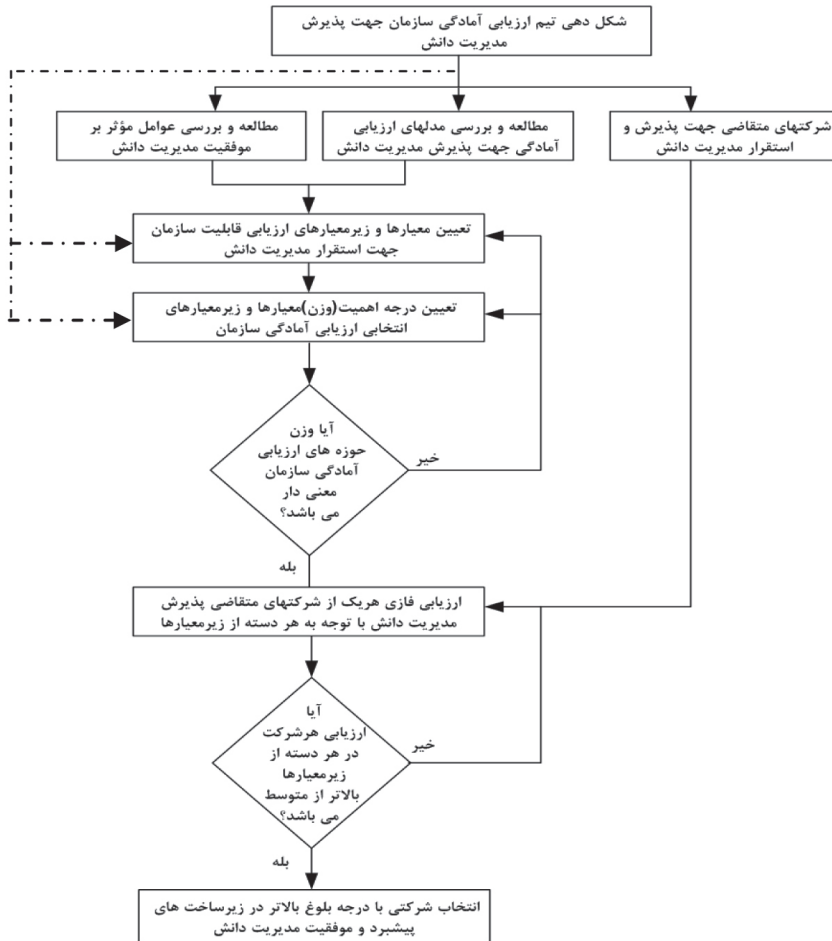 شکل دهی تیم ارزیابی آمادگی سازمان جهت پذیرش
مدیریت دانش
شرکتهای متقاضی جهت پذیرش و
استقرار مدیریت دانش
مطالعه و بررسی مدلهای ارزیابی
آمادگی جهت پذیرش مدیریت دانش
مطالعه و بررسی عوامل مؤثر بر
موفقیت مدیریت دانش
تعیین معیارها و زیرمعیارهای ارزیابی قابلیت سازمان
جهت استقرار مدیریت دانش
تعیین درجه اهمیت(وزن)معیارها و زیرمعیارهای
انتخابی ارزیابی آمادگی سازمان
آیا وزن
حوزه های ارزیابی
آمادگی سازمان
معنی دار
می باشد؟
خیر
بله
ارزیابی فازی هریک از شرکتهای متقاضی پذیرش
مدیریت دانش با توجه به هر دسته از زیرمعیارها
آیا
ارزیابی هرشرکت
در هر دسته از
زیرمعیارها
بالاتر از متوسط
می باشد؟
خیر
بله
انتخاب شرکتی با درجه بلوغ بالاتر در زیرساخت های
پیشبرد و موفقیت مدیریت دانش